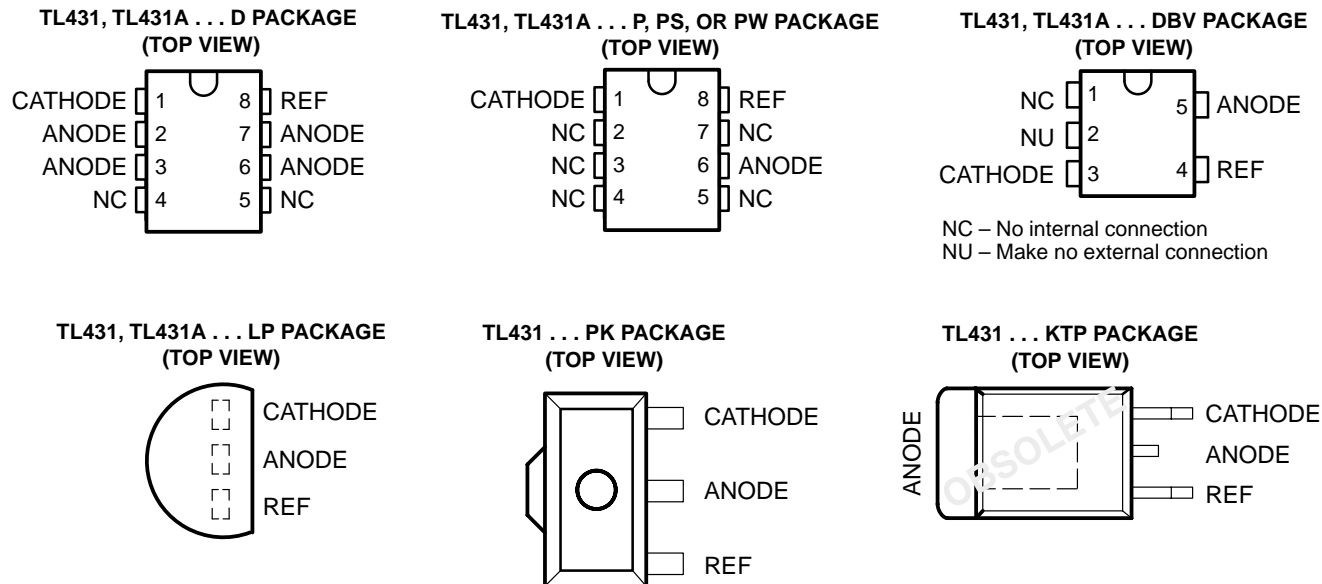 TL431, TL431A . . . D PACKAGE
(TOP VIEW)
CATHODE 1 8 REF
ANODE 2 7 ANODE
ANODE 3 6 ANODE
NC 4 5 NC
TL431, TL431A . . . P, PS, OR PW PACKAGE
(TOP VIEW)
CATHODE 1 8 REF
NC 2 7 NC
NC 3 6 ANODE
NC 4 5 NC
TL431, TL431A . . . DBV PACKAGE
(TOP VIEW)
NC 1 5 ANODE
NU 2
CATHODE 3 4 REF
NC – No internal connection
NU – Make no external connection
TL431, TL431A . . . LP PACKAGE
(TOP VIEW)
CATHODE
ANODE
REF
TL431 . . . PK PACKAGE
(TOP VIEW)
CATHODE
ANODE
REF
TL431 . . . KTP PACKAGE
(TOP VIEW)
ANODE
OBSOLETE
CATHODE
ANODE
REF